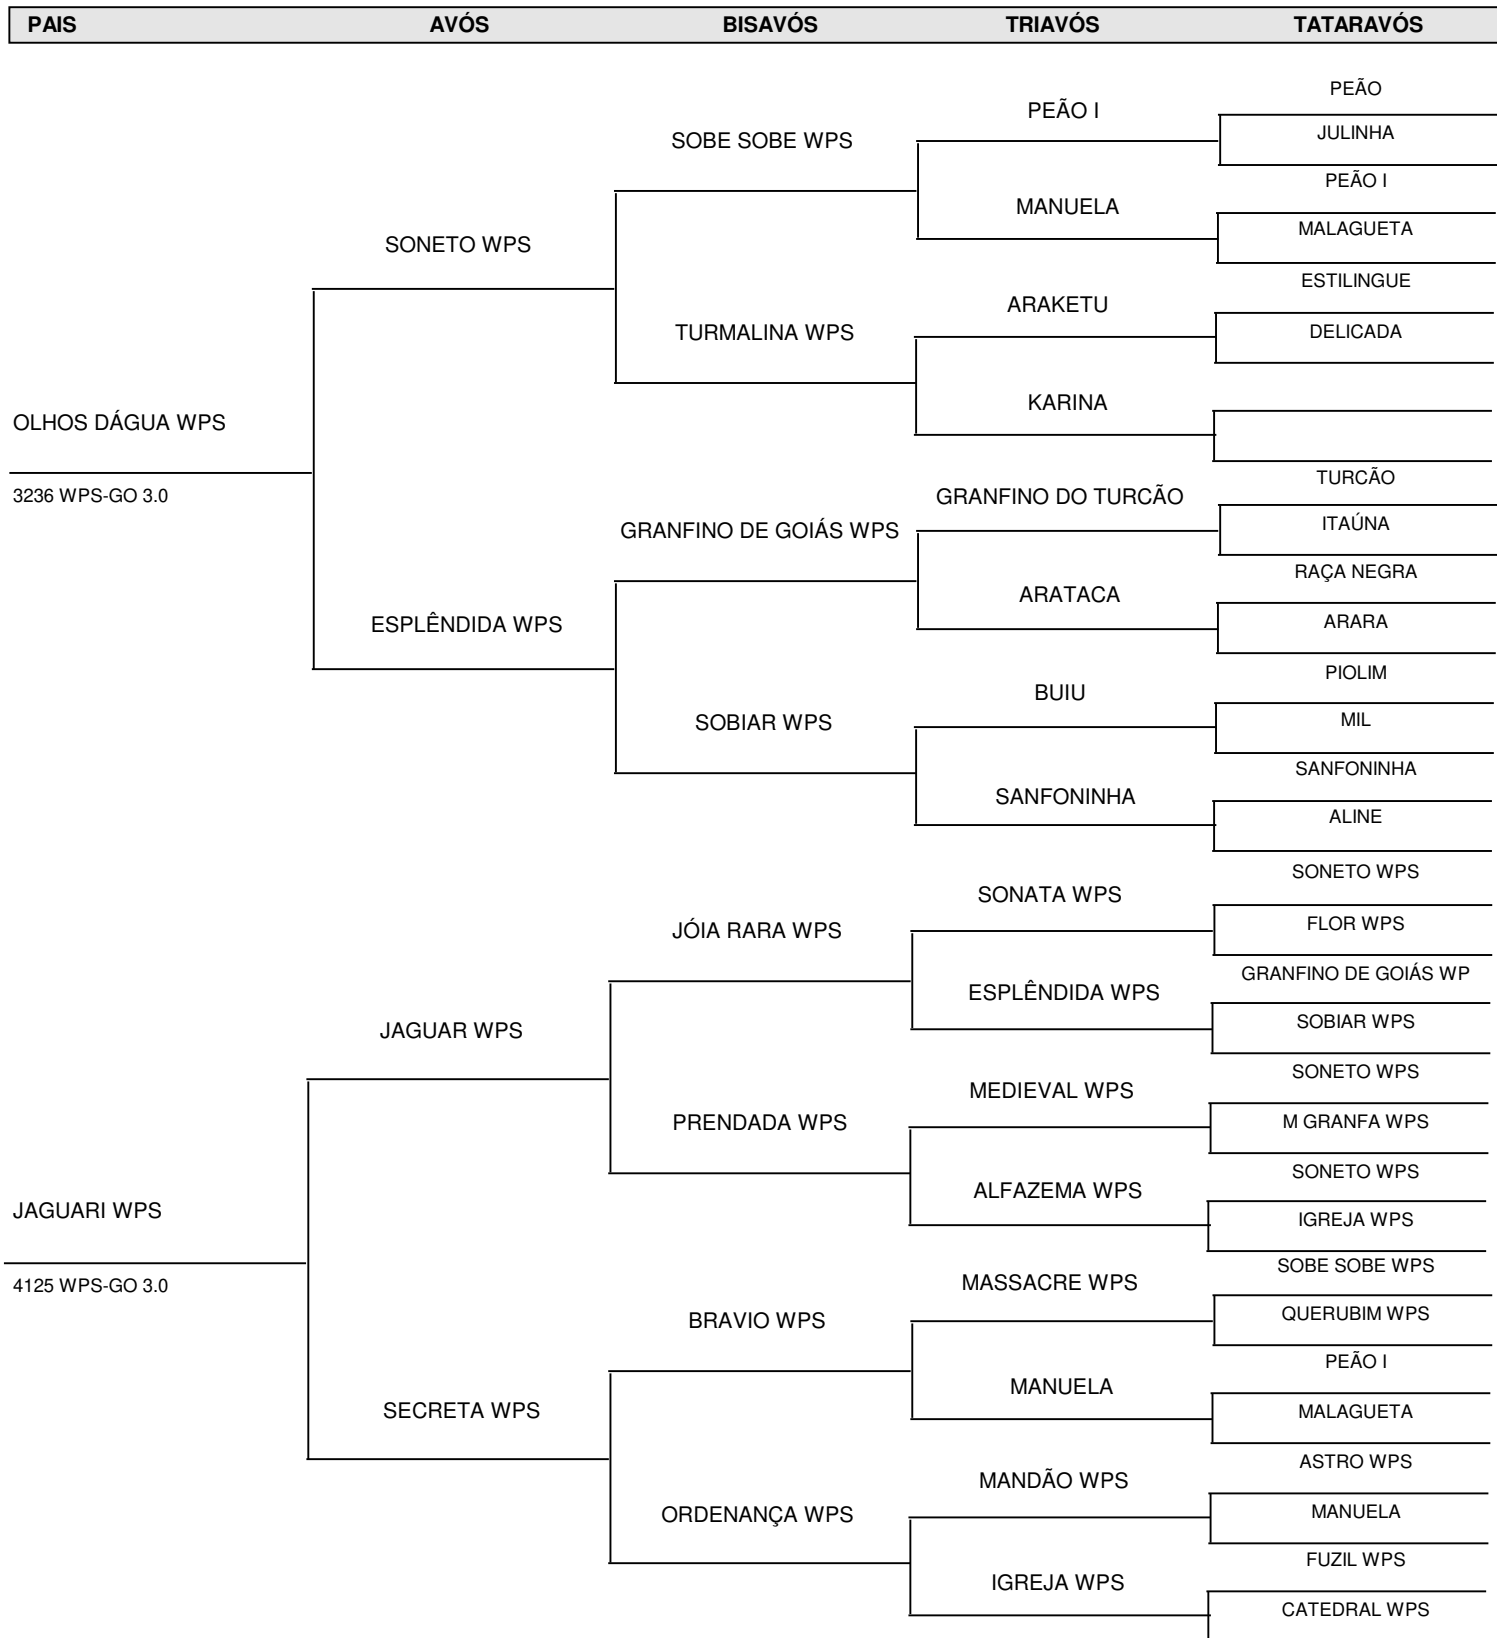 PAIS AVÓS BISAVÓS TRIAVÓS TATARAVÓS
PEÃO
PEÃO I
JULINHA
SOBE SOBE WPS
PEÃO I
MANUELA
MALAGUETA
SONETO WPS
ESTILINGUE
ARAKETU
TURMALINA WPS
DELICADA
KARINA
OLHOS DÁGUA WPS
TURCÃO
3236 WPS-GO 3.0
GRANFINO DO TURCÃO
ITAÚNA
GRANFINO DE GOIÁS WPS
RAÇA NEGRA
ARATACA
ARARA
ESPLÊNDIDA WPS
PIOLIM
BUIU
MIL
SOBIAR WPS
SANFONINHA
SANFONINHA
ALINE
SONETO WPS
SONATA WPS
FLOR WPS
JÓIA RARA WPS
GRANFINO DE GOIÁS WP
ESPLÊNDIDA WPS
SOBIAR WPS
JAGUAR WPS
SONETO WPS
MEDIEVAL WPS
PRENDADA WPS
M GRANFA WPS
SONETO WPS
ALFAZEMA WPS
JAGUARI WPS
IGREJA WPS
SOBE SOBE WPS
MASSACRE WPS
4125 WPS-GO 3.0
QUERUBIM WPS
BRAVIO WPS
PEÃO I
MANUELA
SECRETA WPS
MALAGUETA
ASTRO WPS
MANDÃO WPS
MANUELA
ORDENANÇA WPS
FUZIL WPS
IGREJA WPS
CATEDRAL WPS